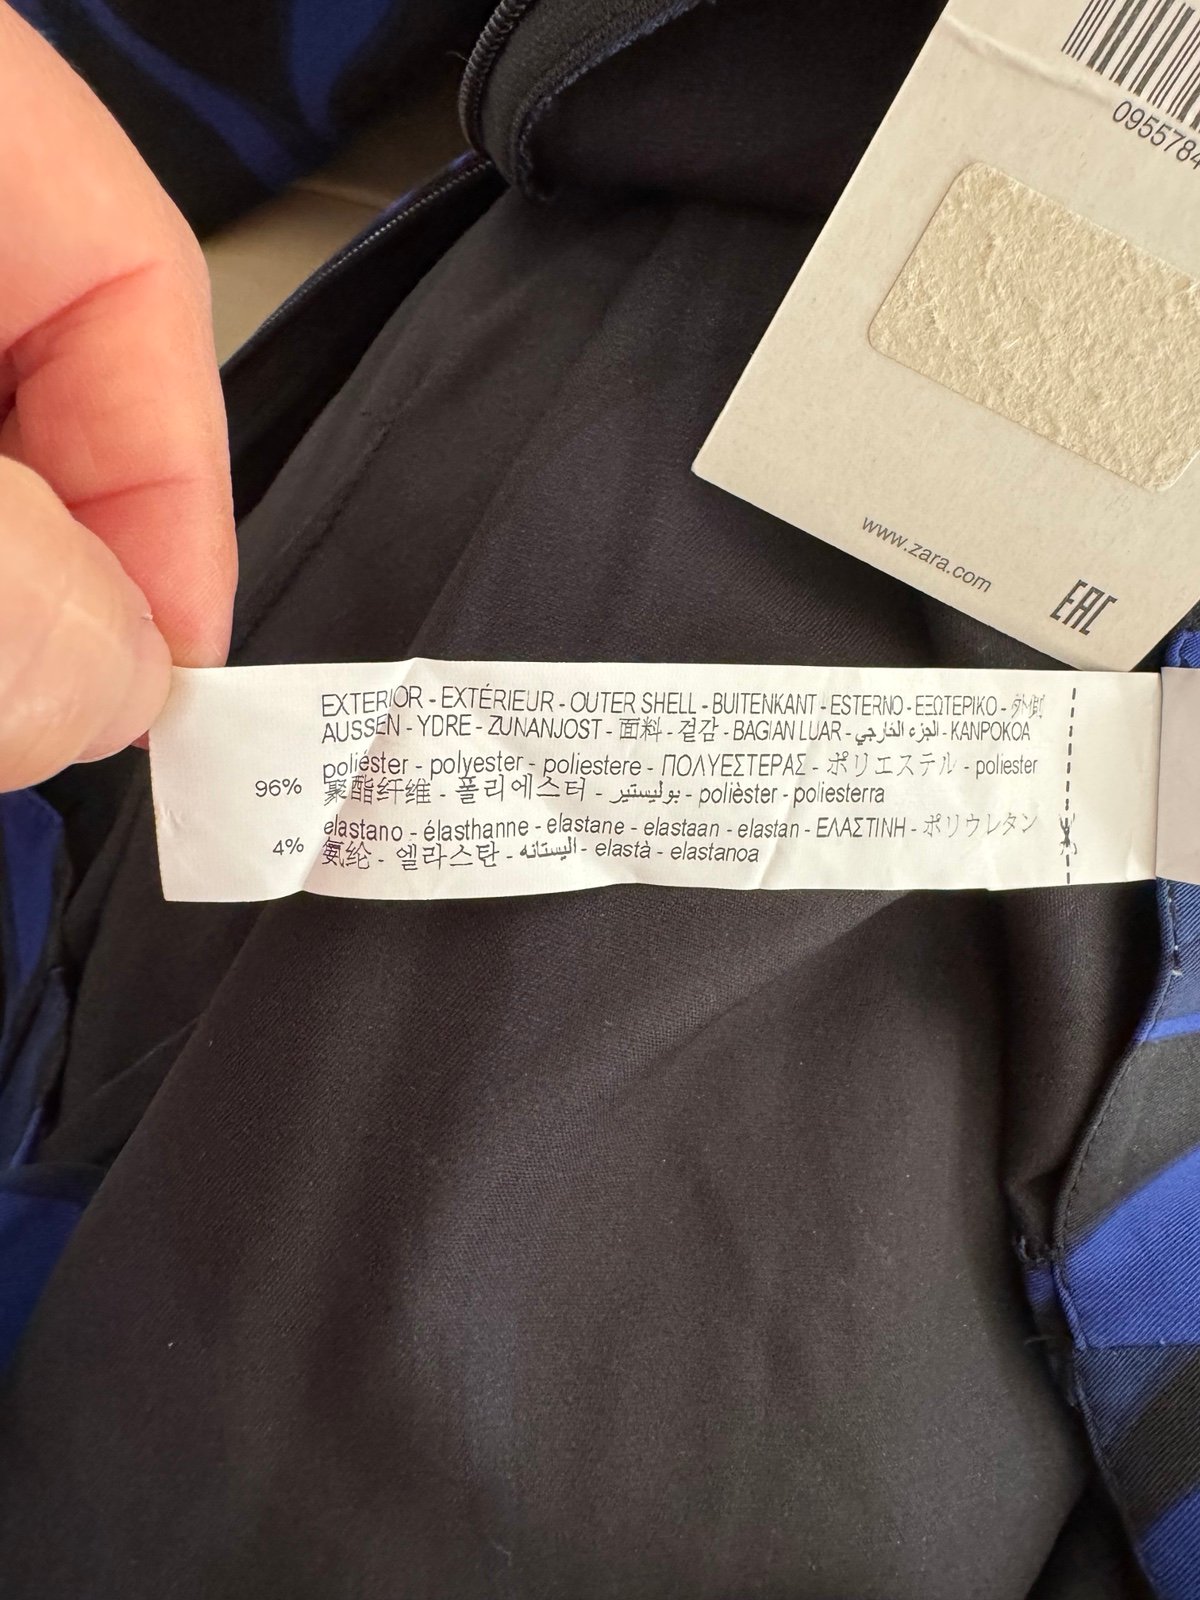 0955784
www.zara.com
EAC
EXTERIOR - EXTÉRIEUR - OUTER SHELL - BUITENKANT - ESTERNO - ΕΞΩΤΕΡΙΚΟ - 外側
AUSSEN - YDRE - ZUNANJOST - 面料 - 겉감 - BAGIAN LUAR - الجزء الخارجي - KANPOKOA
poliéster - polyester - poliestere - ΠΟΛΥΕΣΤΕΡΑΣ - ポリエステル - poliester
96% 聚酯纤维 - 폴리에스터 - بوليستير - polièster - poliesterra
elastano - élasthanne - elastane - elastaan - elastan - ΕΛΑΣΤΙΝΗ - ポリウレタン
4% 氨纶 - 엘라스탄 - اليستانه - elastà - elastanoa